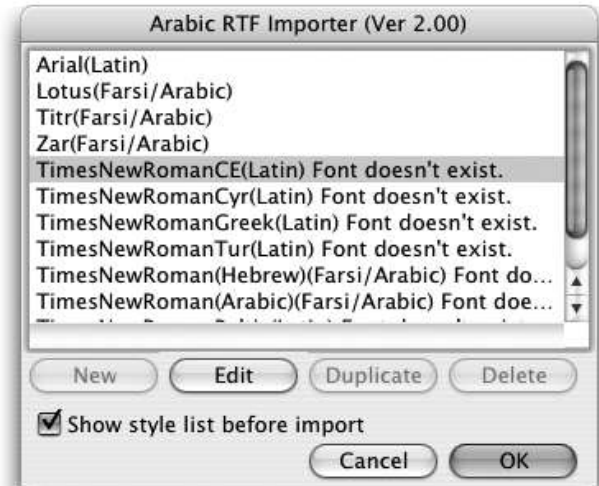 Arabic RTF Importer (Ver 2.00)
Arial(Latin)
Lotus(Farsi/Arabic)
Titr(Farsi/Arabic)
Zar(Farsi/Arabic)
TimesNewRomanCE(Latin) Font doesn't exist.
TimesNewRomanCyr(Latin) Font doesn't exist.
TimesNewRomanGreek(Latin) Font doesn't exist.
TimesNewRomanTur(Latin) Font doesn't exist.
TimesNewRoman(Hebrew)(Farsi/Arabic) Font do...
TimesNewRoman(Arabic)(Farsi/Arabic) Font doe...
New Edit Duplicate Delete
Show style list before import
Cancel OK